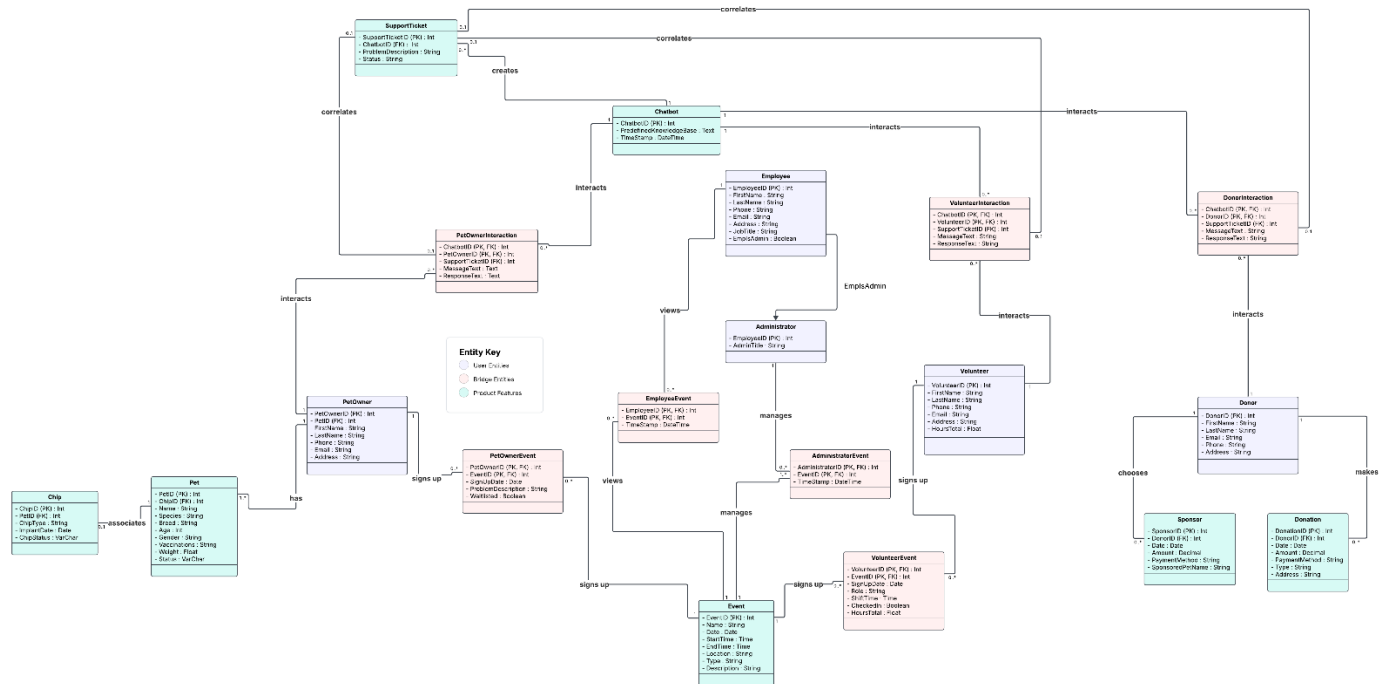 SupportTicket
- SupportTicketID (PK) : Int
- ChatbotID (FK) : Int
- ProblemDescription : String
- Status : String
correlates
correlates
creates
correlates
Chatbot
- ChatbotID (PK) : Int
- PredefinedKnowledgeBase : Text
- TimeStamp : DateTime
interacts
interacts
interacts
Employee
- EmployeeID (PK) : Int
- FirstName : String
- LastName : String
- Phone : String
- Email : String
- Address : String
- JobTitle : String
- EmpIsAdmin : Boolean
EmpIsAdmin
views
PetOwnerInteraction
- ChatbotID (PK, FK) : Int
- PetOwnerID (PK, FK) : Int
- SupportTicketID (FK) : Int
- MassageText : Text
- ResponseText : Text
interacts
VolunteerInteraction
- ChatbotID (PK, FK) : Int
- VolunteerID (PK, FK) : Int
- SupportTicketID (FK) : Int
- MassageText : String
- ResponseText : String
interacts
DonorInteraction
- ChatbotID (PK, FK) : Int
- DonorID (PK, FK) : Int
- SupportTicketID (FK) : Int
- MassageText : String
- ResponseText : String
interacts
Administrator
- EmployeeID (PK) : Int
- AdminTitle : String
manages
Entity Key
User Entities
Bridge Entities
Product Features
PetOwner
- PetOwnerID (PK) : Int
- PetID (FK) : Int
FirstName : String
- LastName : String
- Phone : String
Email : String
- Address : String
signs up
has
EmployeeEvent
- EmployeeID (PK, FK) : Int
- EventID (PK, FK) : Int
- TimeStamp : DateTime
views
Volunteer
VolunteerID (PK) : Int
- FirstName : String
- LastName : String
Phone : String
- Email : String
- Address : String
- HoursTotal : Float
signs up
Donor
- DonorID (PK) : Int
- FirstName : String
- LastName : String
- Email : String
- Phone : String
- Address : String
chooses
makes
PetOwnerEvent
- PetOwnerID (PK, FK) : Int
- EventID (PK, FK) : Int
- SignUpDate : Date
- ProblemDescription : String
Waitlisted : Boolean
signs up
AdministratorEvent
- AdministratorID (PK, FK) : Int
- EventID (PK, FK) : Int
- TimeStamp : DateTime
manages
Chip
- ChipID (PK) : Int
- PetID (FK) : Int
- ChipType : String
- ImplantDate : Date
- ChipStatus : VarChar
associates
Pet
- PetID (PK) : Int
- ChipID (FK) : Int
- Name : String
- Species : String
- Breed : String
- Age : Int
- Gender : String
- Vaccinations : String
- Weight : Float
- Status : VarChar
Sponsor
- SponsorID (PK) : Int
- DonorID (FK) : Int
- Date : Date
Amount : Decimal
- PaymentMethod : String
- SponsoredPetName : String
Donation
- DonationID (PK) : Int
- DonorID (FK) : Int
- Date : Date
Amount : Decimal
- PaymentMethod : String
- Type : String
- Address : String
VolunteerEvent
- VolunteerID (PK, FK) : Int
- EventID (PK, FK) : Int
- SignUpDate : Date
- Role : String
- ShiftTime : Time
- CheckedIn : Boolean
- HoursTotal : Float
signs up
Event
- EventID (PK) : Int
- Name : String
Date : Date
- StartTime : Time
- EndTime : Time
- Location : String
- Type : String
- Description : String